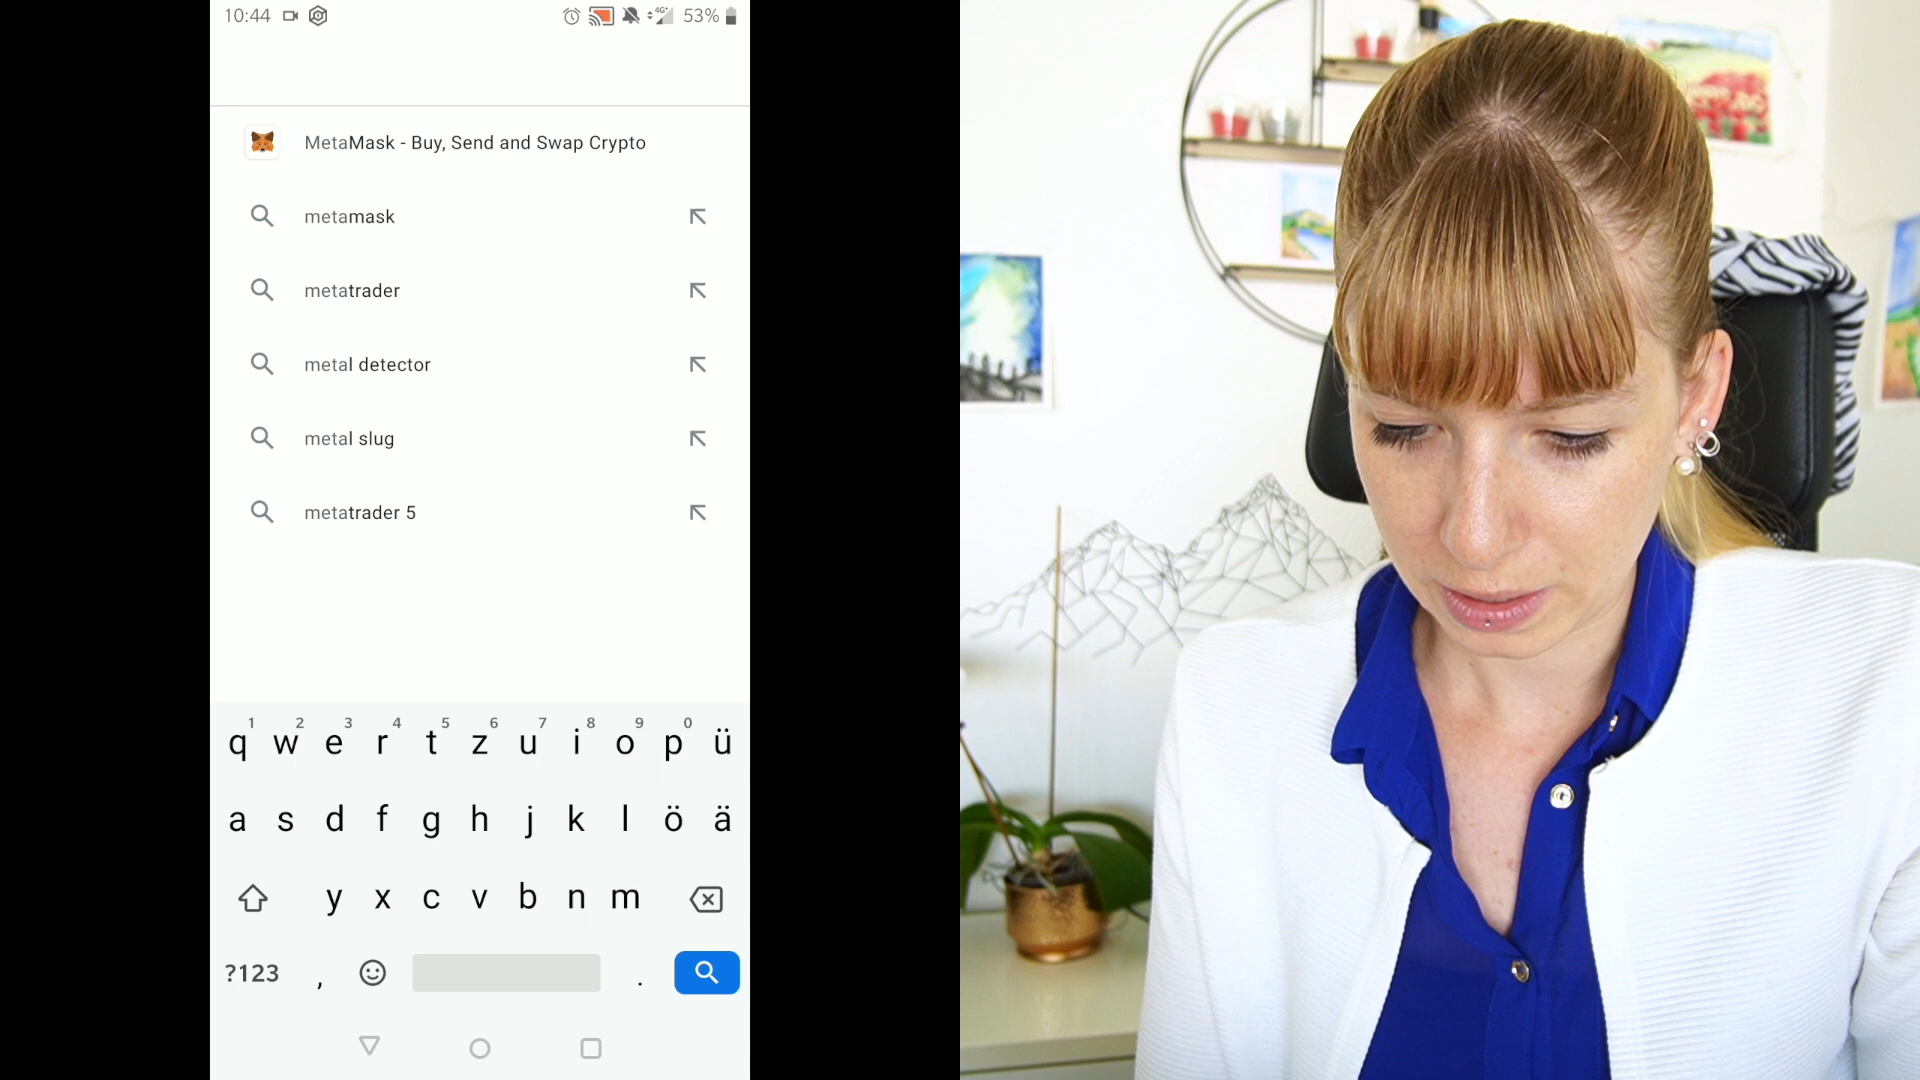 10:44
4G+
53%
MetaMask - Buy, Send and Swap Crypto
metamask
metatrader
metal detector
metal slug
metatrader 5
1 2 3 4 5 6 7 8 9 0
q w e r t z u i o p ü
a s d f g h j k l ö ä
y x c v b n m
?123 , .